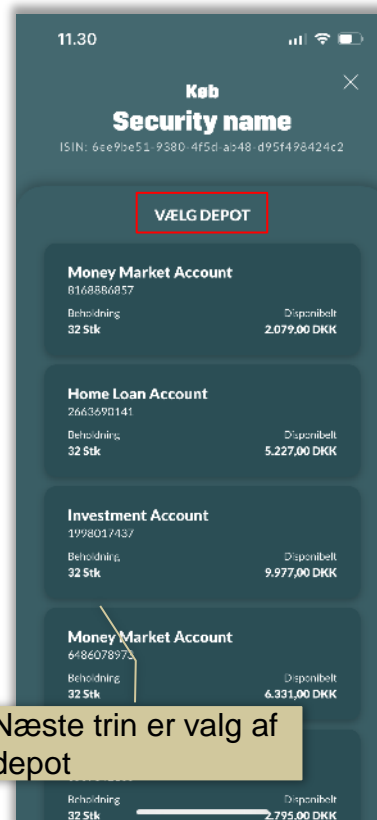 11.30
Køb
Security name
ISIN: 6ee9be51-9380-4f5d-ab48-d95f498424c2
VÆLG DEPOT
Money Market Account
8168886857
Beholdning Disponibelt
32 Stk 2.079,00 DKK
Home Loan Account
2663690141
Beholdning Disponibelt
32 Stk 5.227,00 DKK
Investment Account
1998017437
Beholdning Disponibelt
32 Stk 9.977,00 DKK
Money Market Account
6486078973
Beholdning Disponibelt
32 Stk 6.331,00 DKK
Næste trin er valg af
depot
Beholdning Disponibelt
32 Stk 2.795,00 DKK